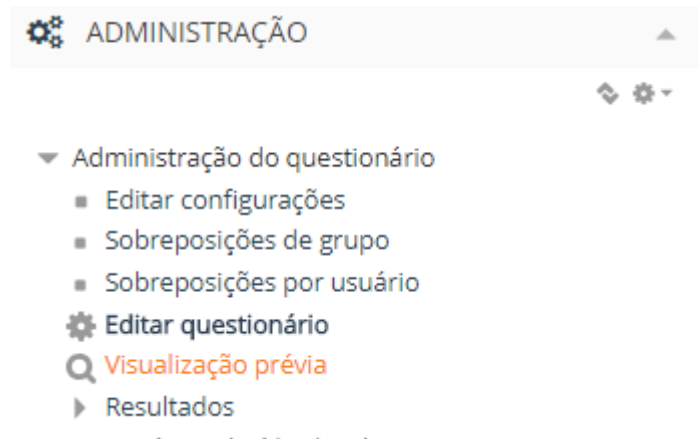 ADMINISTRAÇÃO
Administração do questionário
Editar configurações
Sobreposições de grupo
Sobreposições por usuário
Editar questionário
Visualização prévia
Resultados